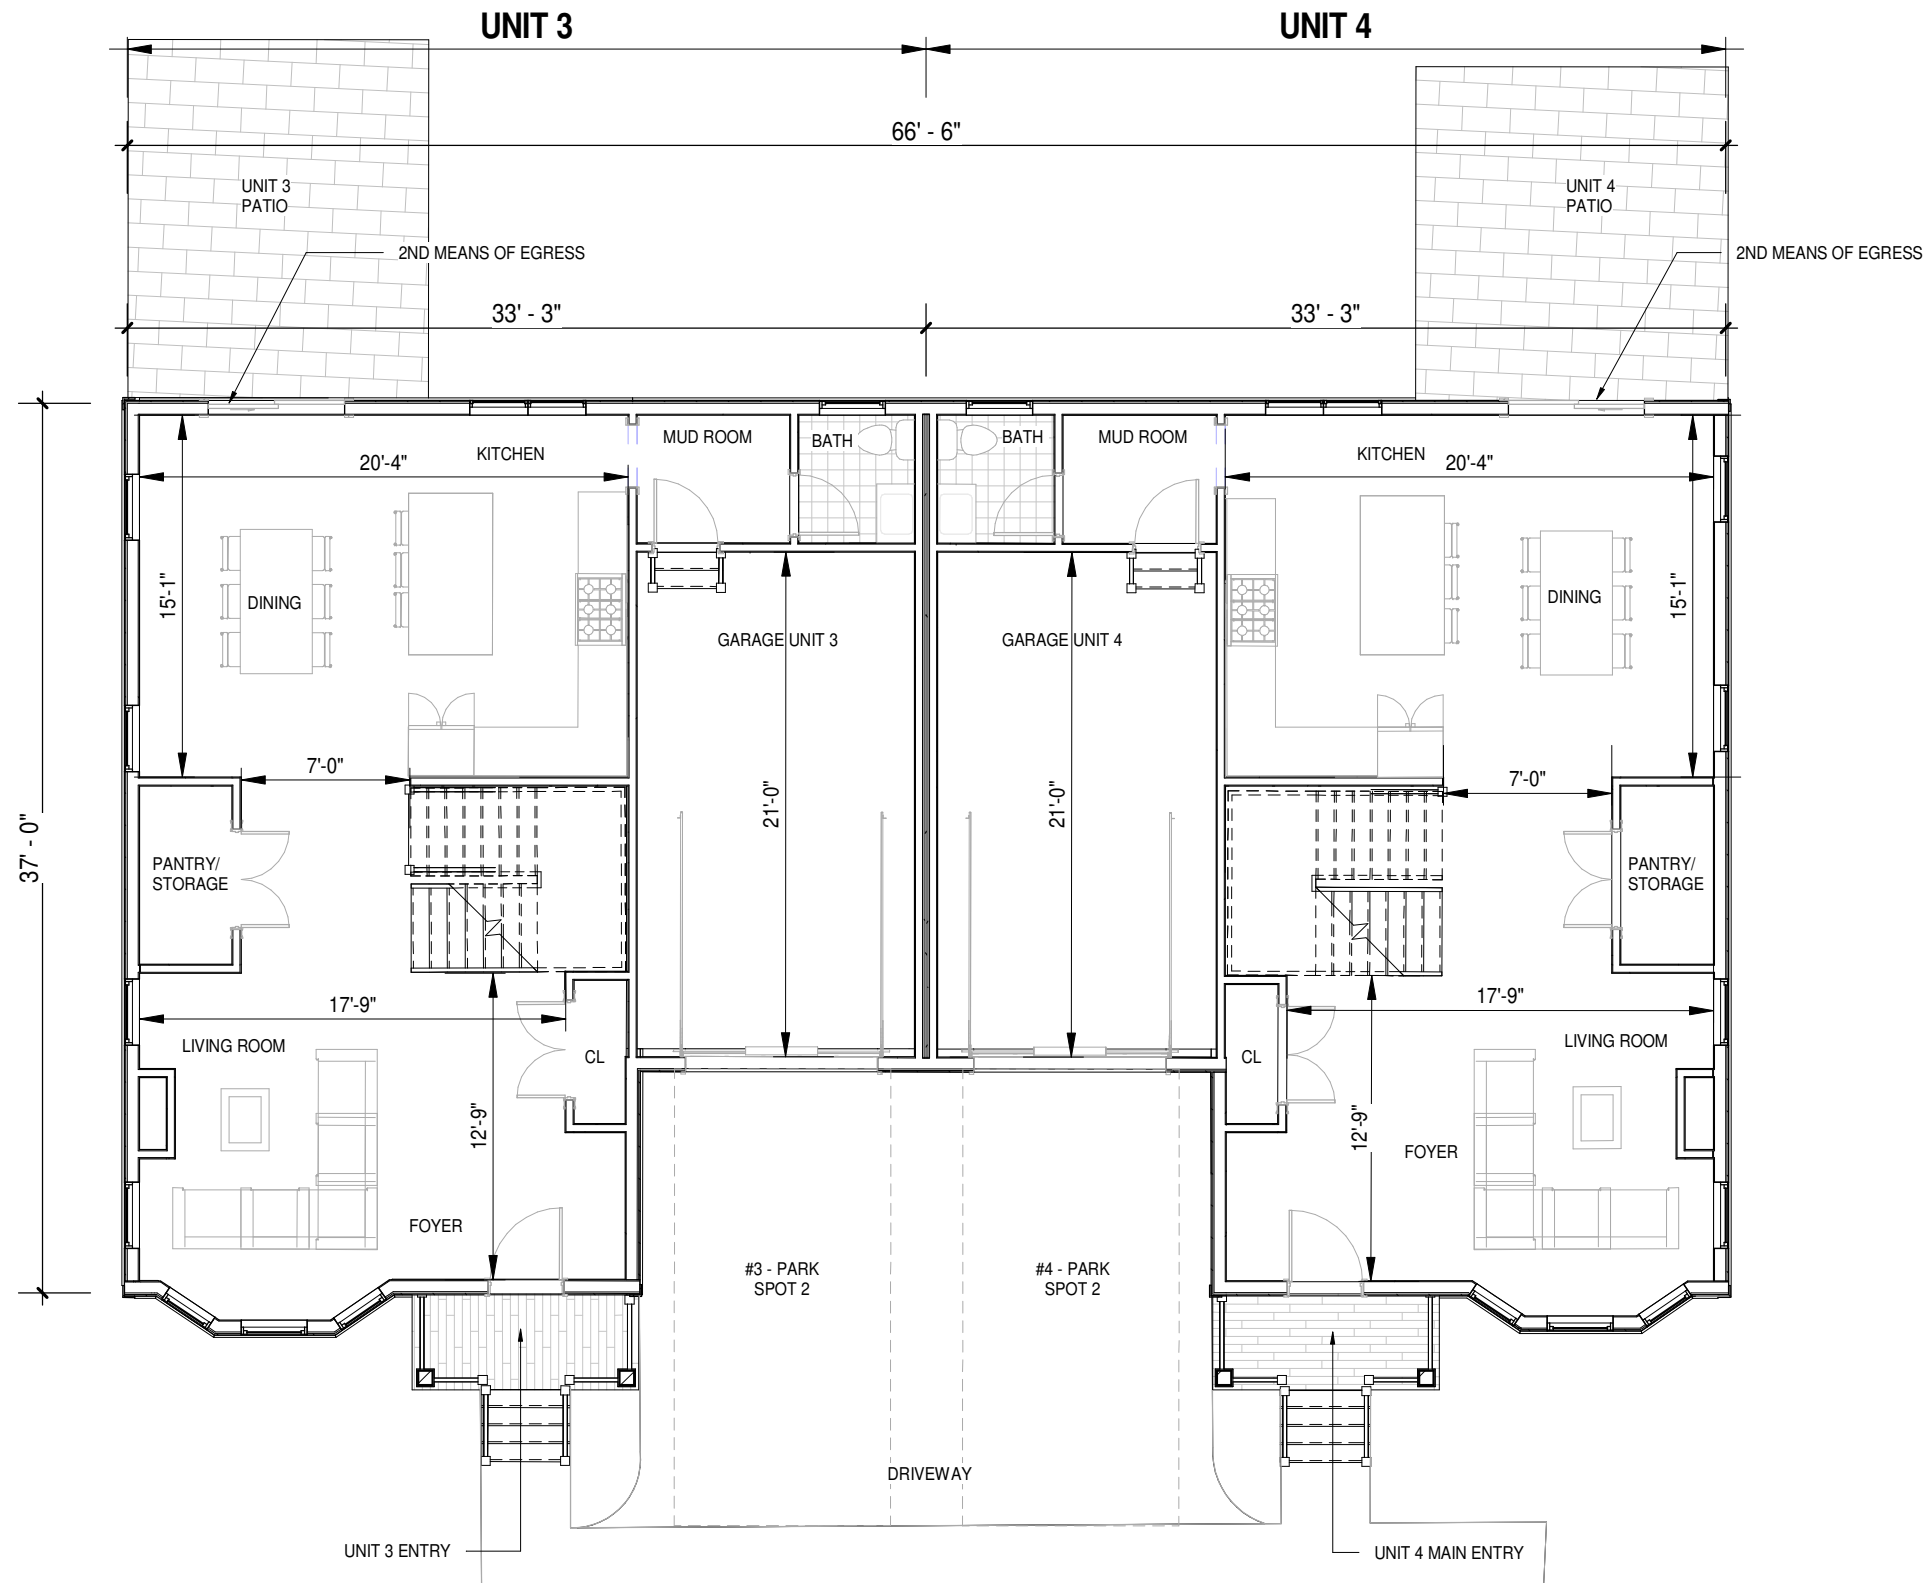 UNIT 3
UNIT 4
66' - 6"
UNIT 3
PATIO
UNIT 4
PATIO
2ND MEANS OF EGRESS
2ND MEANS OF EGRESS
33' - 3"
33' - 3"
MUD ROOM
BATH
BATH
MUD ROOM
KITCHEN
KITCHEN
20'-4"
20'-4"
15'-1"
DINING
DINING
15'-1"
GARAGE UNIT 3
GARAGE UNIT 4
7'-0"
7'-0"
21'-0"
21'-0"
37' - 0"
PANTRY/
STORAGE
PANTRY/
STORAGE
17'-9"
17'-9"
LIVING ROOM
LIVING ROOM
CL
CL
12'-9"
12'-9"
FOYER
FOYER
#3 - PARK
SPOT 2
#4 - PARK
SPOT 2
DRIVEWAY
UNIT 3 ENTRY
UNIT 4 MAIN ENTRY